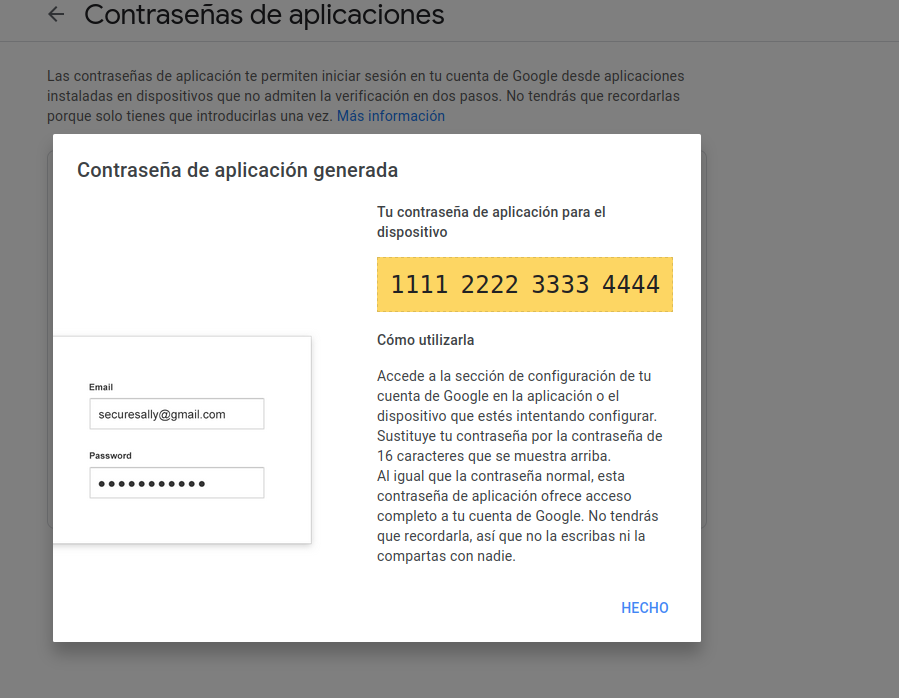 Contraseñas de aplicaciones
Las contraseñas de aplicación te permiten iniciar sesión en tu cuenta de Google desde aplicaciones
instaladas en dispositivos que no admiten la verificación en dos pasos. No tendrás que recordarlas
porque solo tienes que introducirlas una vez. Más información
Contraseña de aplicación generada
Tu contraseña de aplicación para el
dispositivo
1111 2222 3333 4444
Email
securesally@gmail.com
Password
Cómo utilizarla
Accede a la sección de configuración de tu
cuenta de Google en la aplicación o el
dispositivo que estés intentando configurar.
Sustituye tu contraseña por la contraseña de
16 caracteres que se muestra arriba.
Al igual que la contraseña normal, esta
contraseña de aplicación ofrece acceso
completo a tu cuenta de Google. No tendrás
que recordarla, así que no la escribas ni la
compartas con nadie.
HECHO